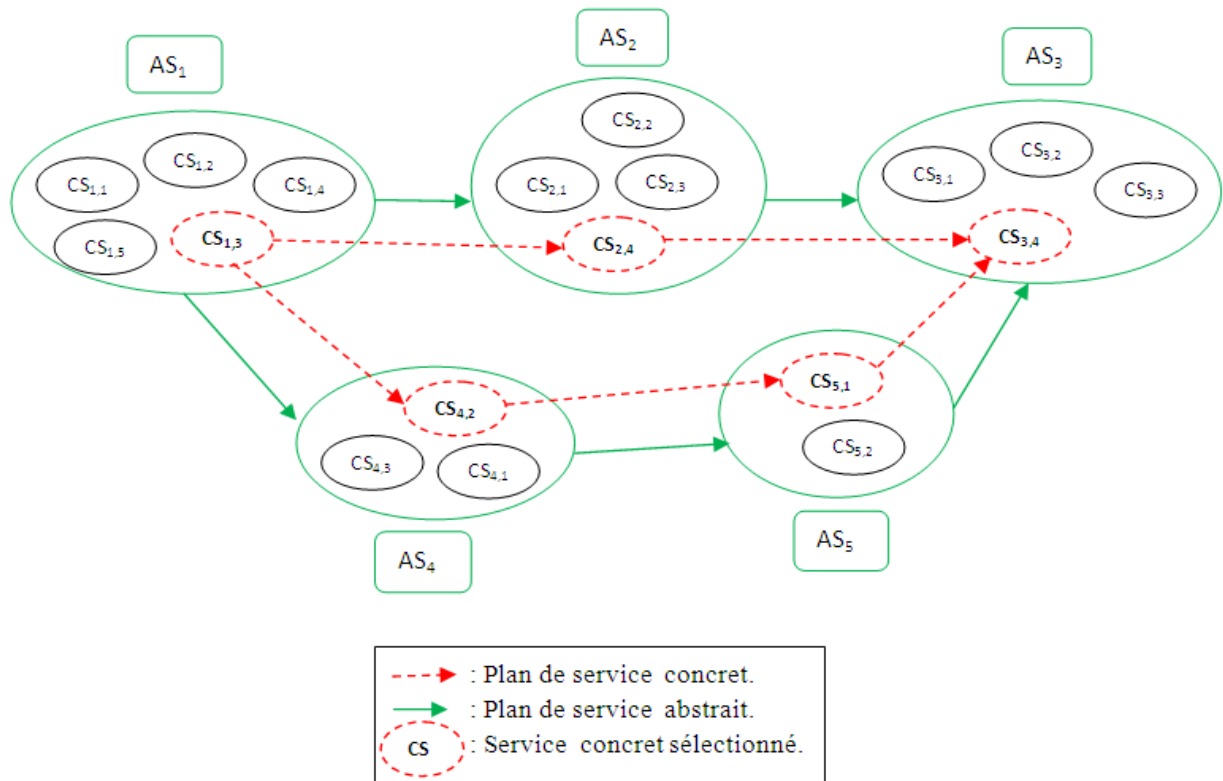 AS1
AS2
AS3
CS1,1
CS1,2
CS1,4
CS1,5
CS1,3
CS2,2
CS2,1
CS2,3
CS2,4
CS3,1
CS3,2
CS3,3
CS3,4
CS4,2
CS4,3
CS4,1
CS5,1
CS5,2
AS4
AS5
: Plan de service concret.
: Plan de service abstrait.
CS : Service concret sélectionné.